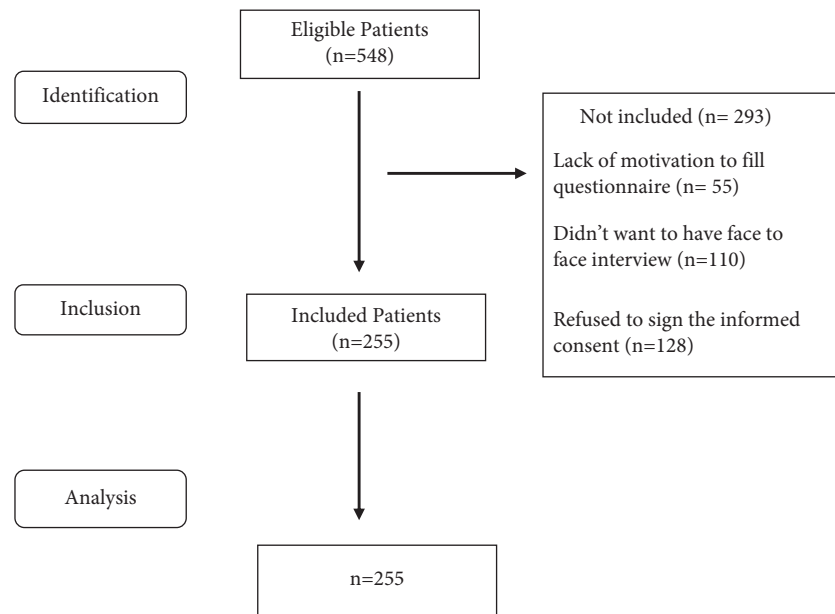 Eligible Patients
(n=548)
Identification
Not included (n= 293)
Lack of motivation to fill
questionnaire (n= 55)
Didn't want to have face to
face interview (n=110)
Refused to sign the informed
consent (n=128)
Inclusion
Included Patients
(n=255)
Analysis
n=255